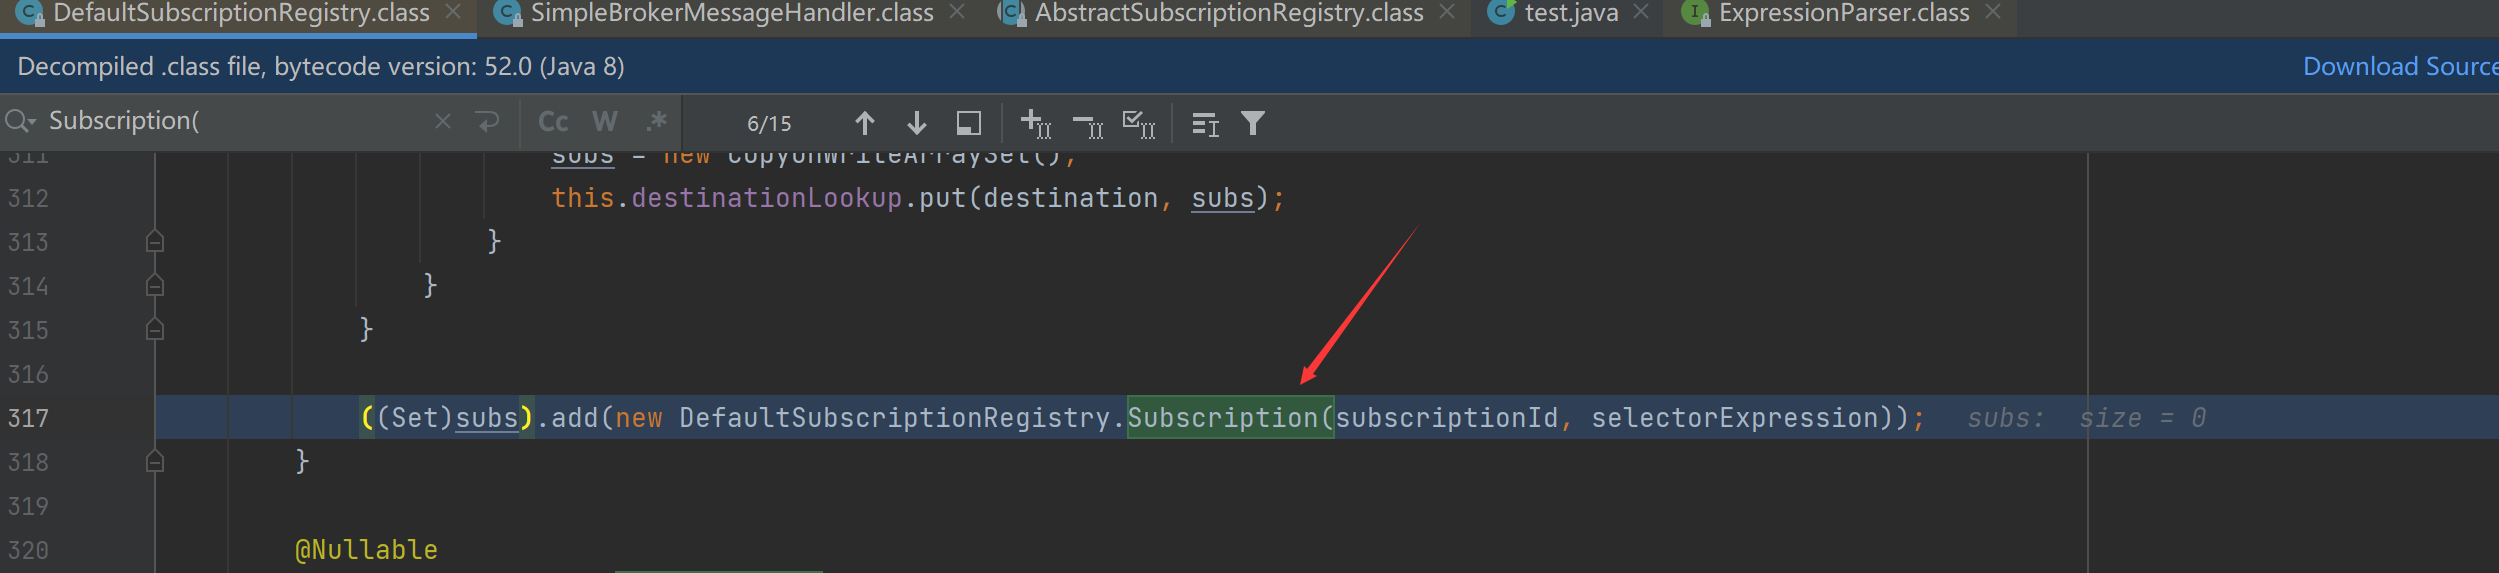 DefaultSubscriptionRegistry.class SimpleBrokerMessageHandler.class AbstractSubscriptionRegistry.class test.java ExpressionParser.class
Decompiled .class file, bytecode version: 52.0 (Java 8) Download Source
Subscription( Cc W .* 6/15
311 subs = new CopyOnWriteArraySet();
312 this.destinationLookup.put(destination, subs);
313 }
314 }
315 }
316
317 ((Set)subs).add(new DefaultSubscriptionRegistry.Subscription(subscriptionId, selectorExpression)); subs: size = 0
318 }
319
320 @Nullable